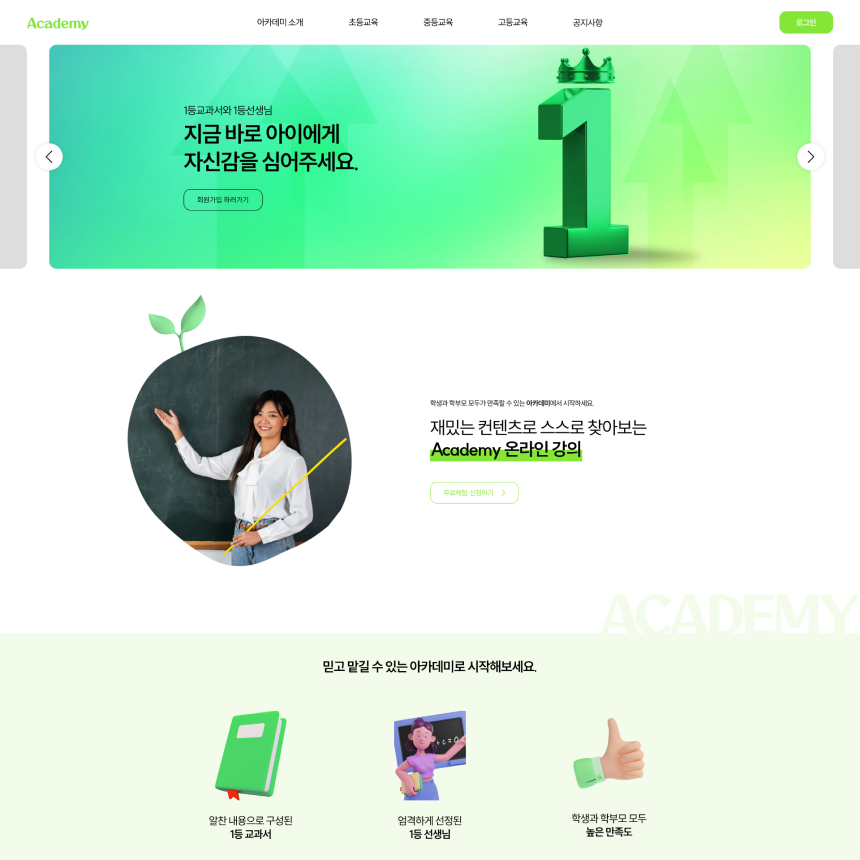 Academy
아카데미 소개
초등교육
중등교육
고등교육
공지사항
로그인
1등교과서와 1등선생님
지금 바로 아이에게
자신감을 심어주세요.
회원가입 하러가기
학생과 학부모 모두가 만족할 수 있는 아카데미에서 시작하세요.
재밌는 컨텐츠로 스스로 찾아보는
Academy 온라인 강의
무료체험 신청하기
ACADEMY
믿고 맡길 수 있는 아카데미로 시작해보세요.
알찬 내용으로 구성된
1등 교과서
엄격하게 선정된
1등 선생님
학생과 학부모 모두
높은 만족도